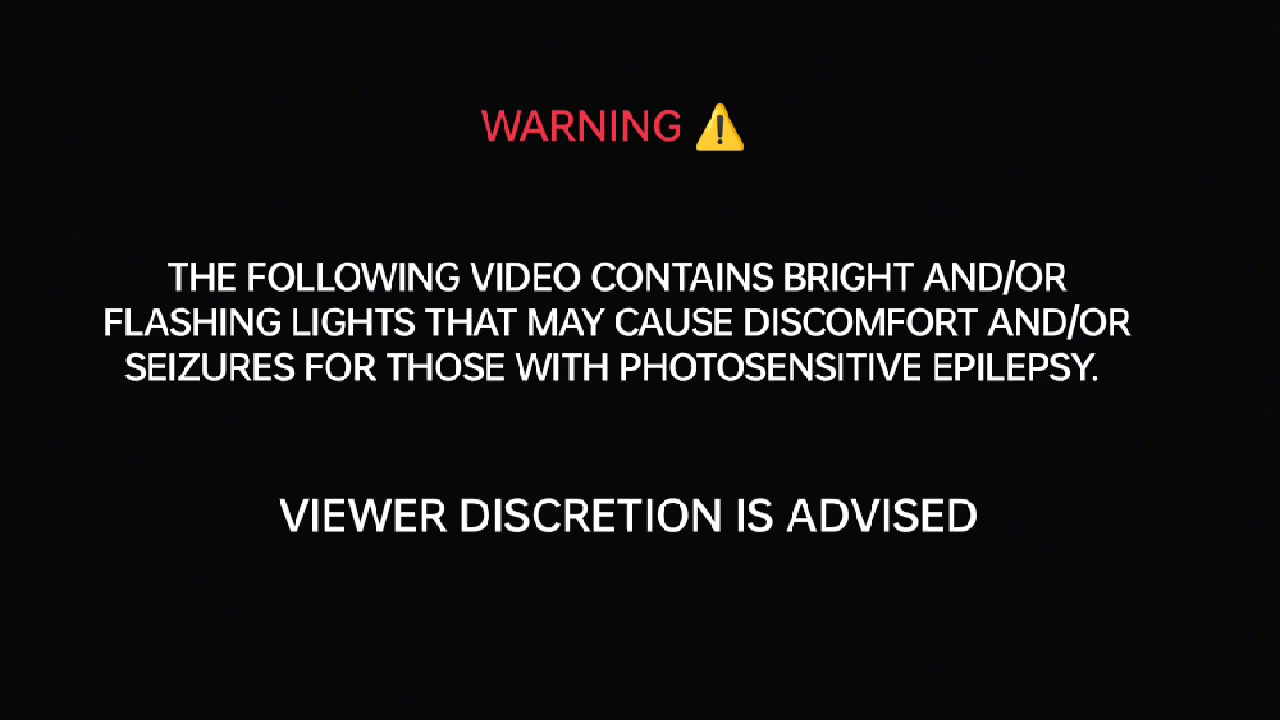 WARNING ⚠️
THE FOLLOWING VIDEO CONTAINS BRIGHT AND/OR
FLASHING LIGHTS THAT MAY CAUSE DISCOMFORT AND/OR
SEIZURES FOR THOSE WITH PHOTOSENSITIVE EPILEPSY.
VIEWER DISCRETION IS ADVISED